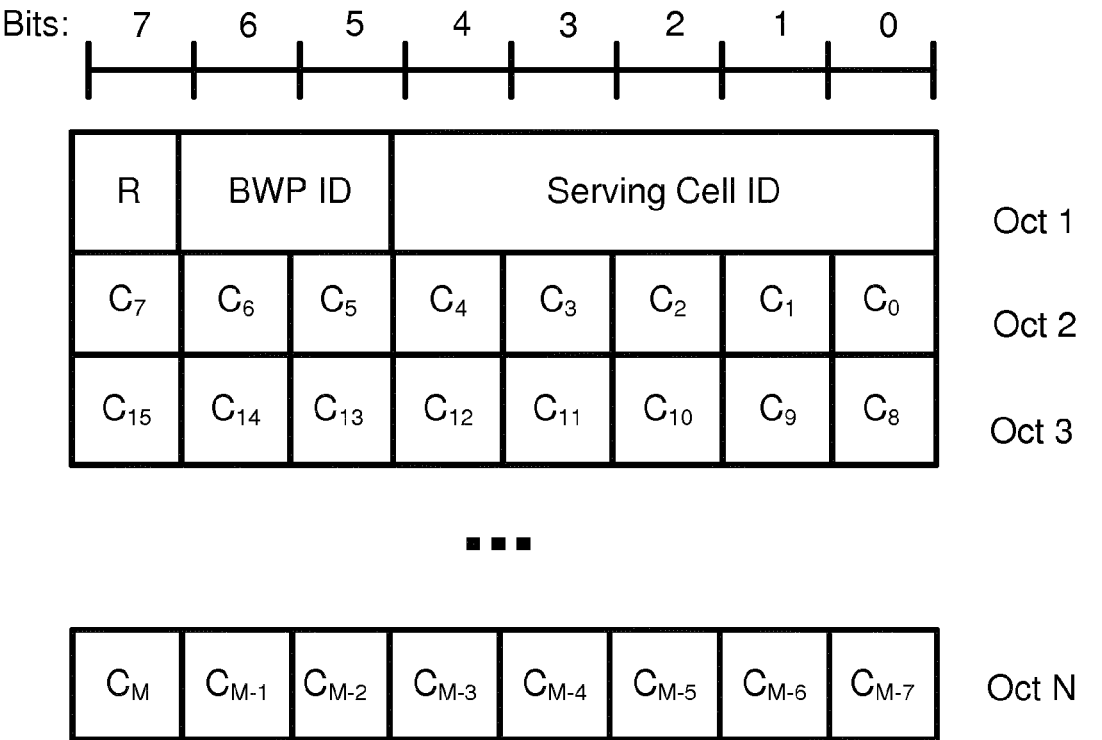 Bits: 7 6 5 4 3 2 1 0
R BWP ID Serving Cell ID Oct 1
C7 C6 C5 C4 C3 C2 C1 C0 Oct 2
C15 C14 C13 C12 C11 C10 C9 C8 Oct 3
...
CM CM-1 CM-2 CM-3 CM-4 CM-5 CM-6 CM-7 Oct N